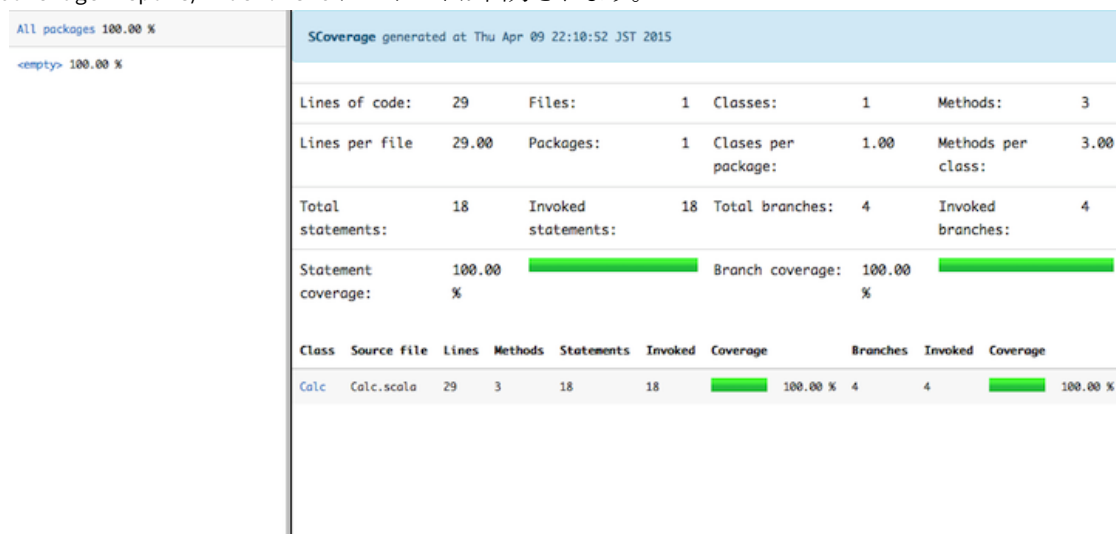 All packages 100.00 %
<empty> 100.00 %
SCoverage generated at Thu Apr 09 22:10:52 JST 2015
Lines of code: 29 Files: 1 Classes: 1 Methods: 3
Lines per file 29.00 Packages: 1 Clases per package: 1.00 Methods per class: 3.00
Total statements: 18 Invoked statements: 18 Total branches: 4 Invoked branches: 4
Statement coverage: 100.00 % Branch coverage: 100.00 %
Class Source file Lines Methods Statements Invoked Coverage Branches Invoked Coverage
Calc Calc.scala 29 3 18 18 100.00 % 4 4 100.00 %